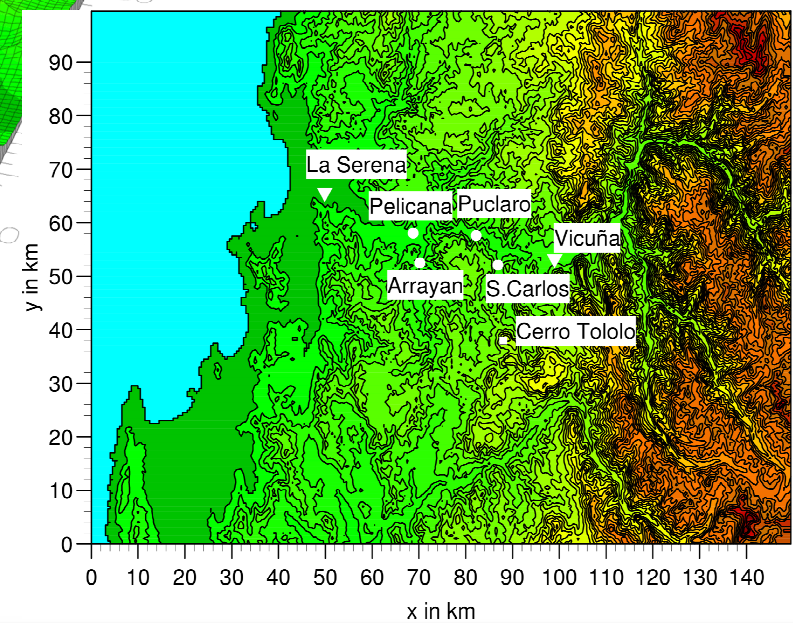 90
80
70
60
50
40
30
20
10
0
y in km
La Serena
Pelicana
Puclaro
Vicuña
Arrayan
S.Carlos
Cerro Tololo
0 10 20 30 40 50 60 70 80 90 100 110 120 130 140
x in km